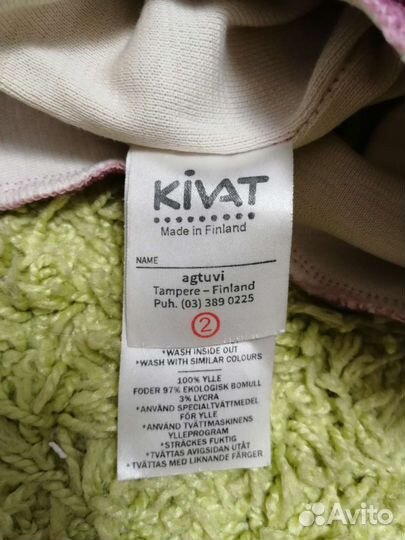 KIVAT
Made in Finland
NAME
agtuvi
Tampere – Finland
Puh. (03) 389 0225
2
*WASH INSIDE OUT
*WASH WITH SIMILAR COLOURS
100% YLLE
FODER 97% EKOLOGISK BOMULL
3% LYCRA
*ANVÄND SPECIALTVÄTTMEDEL
FÖR YLLE
*ANVÄND TVÄTTMASKINENS
YLLEPROGRAM
*STRÄCKES FUKTIG
*TVÄTTAS AVIGSIDAN UTÅT
*TVÄTTAS MED LIKNANDE FÄRGER
Avito